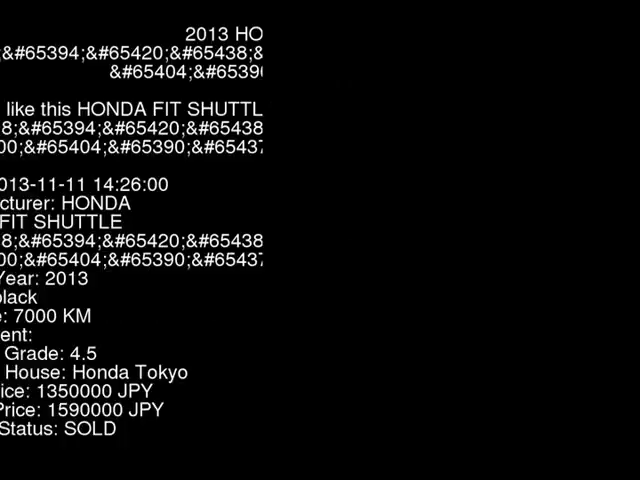 2013 HO
;&#65394;&#65420;&#65438;&
&#65404;&#6539
like this HONDA FIT SHUTTL
8;&#65394;&#65420;&#65438
00;&#65404;&#65390;&#65437;
013-11-11 14:26:00
cturer: HONDA
FIT SHUTTLE
8;&#65394;&#65420;&#65438
00;&#65404;&#65390;&#65437;
Year: 2013
black
e: 7000 KM
ent:
Grade: 4.5
House: Honda Tokyo
ice: 1350000 JPY
Price: 1590000 JPY
Status: SOLD